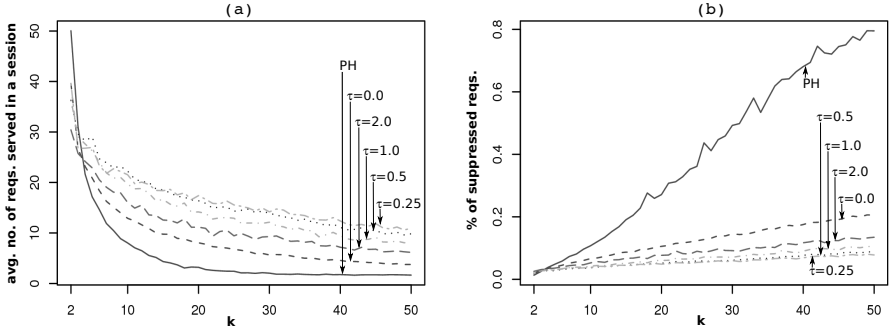 (a)
avg. no. of reqs. served in a session
50
40
30
20
10
0
2
10
20
30
40
50
k
PH
τ=0.0
τ=2.0
τ=1.0
τ=0.5
τ=0.25
(b)
% of suppressed reqs.
0.8
0.6
0.4
0.2
0.0
2
10
20
30
40
50
k
PH
τ=0.5
τ=1.0
τ=2.0
τ=0.0
τ=0.25